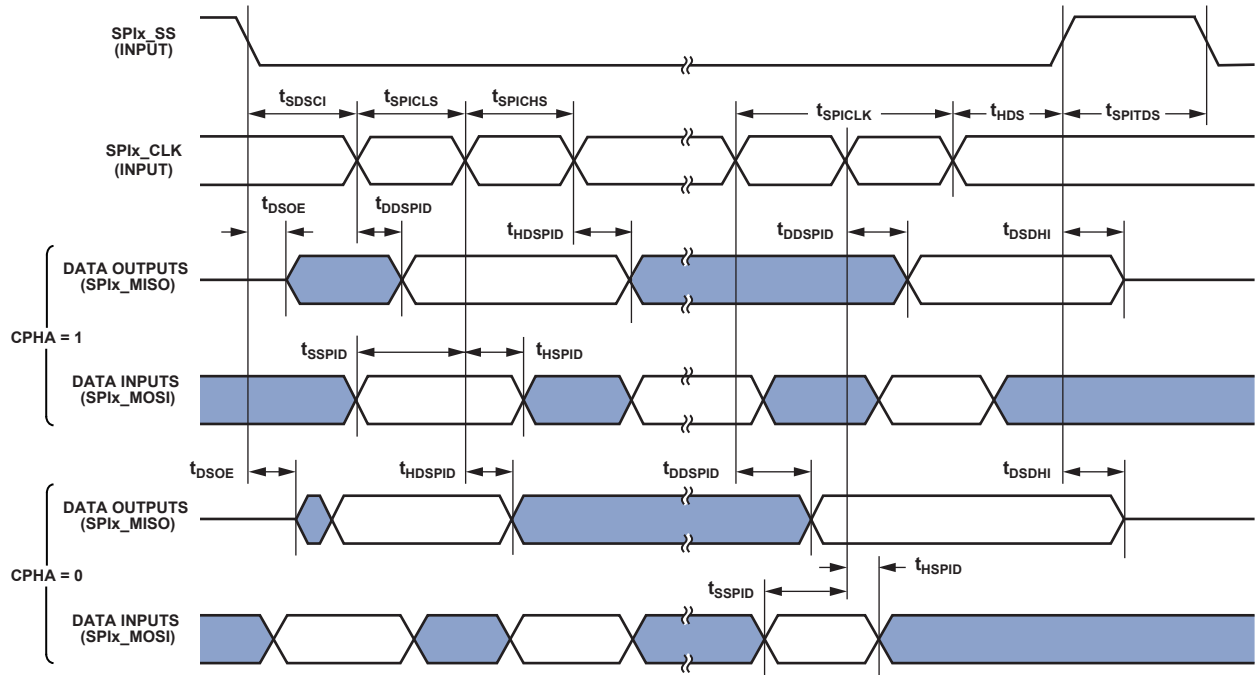 SPIx_SS
(INPUT)
tSDSCI
tSPICLS
tSPICHS
tSPICLK
tHDS
tSPITDS
SPIx_CLK
(INPUT)
tDSOE
tDDSPID
tHDSPID
tDDSPID
tDSDHI
DATA OUTPUTS
(SPIx_MISO)
CPHA = 1
tSSPID
tHSPID
DATA INPUTS
(SPIx_MOSI)
tDSOE
tHDSPID
tDDSPID
tDSDHI
DATA OUTPUTS
(SPIx_MISO)
CPHA = 0
tSSPID
tHSPID
DATA INPUTS
(SPIx_MOSI)